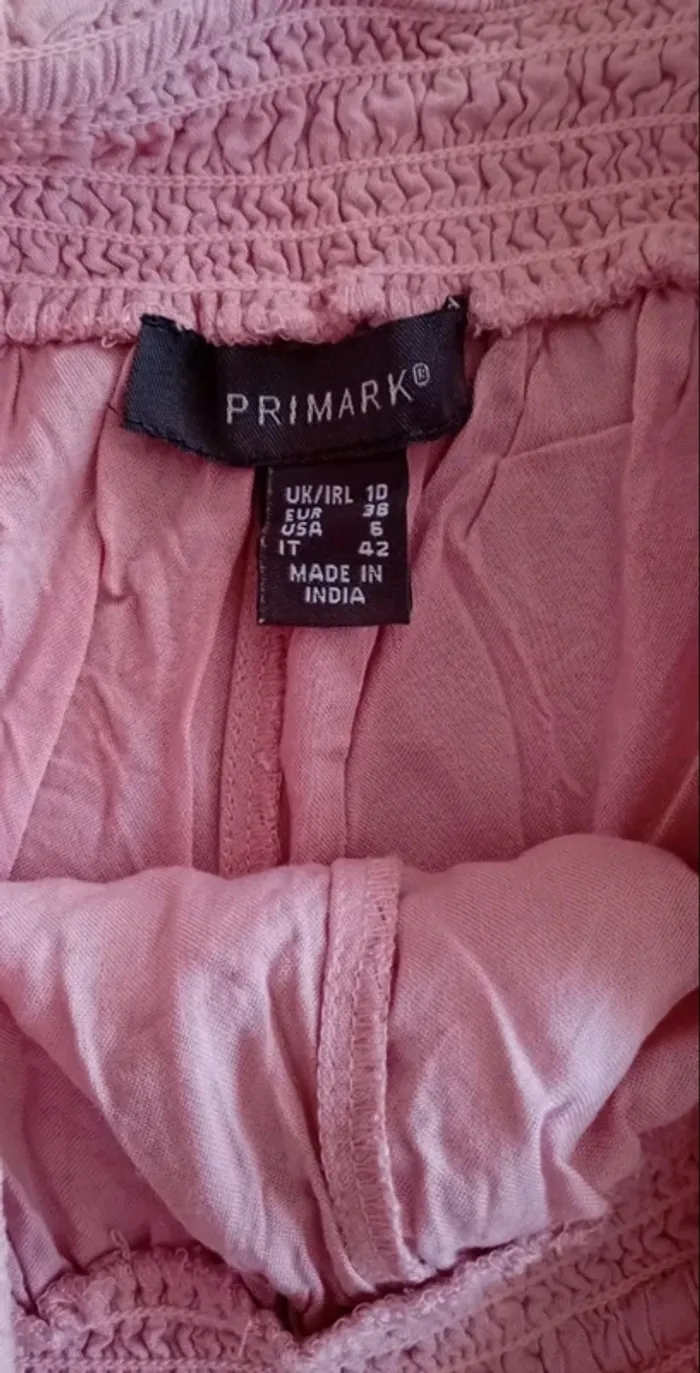 PRIMARK®
UK/IRL 10
EUR 38
USA 6
IT 42
MADE IN
INDIA